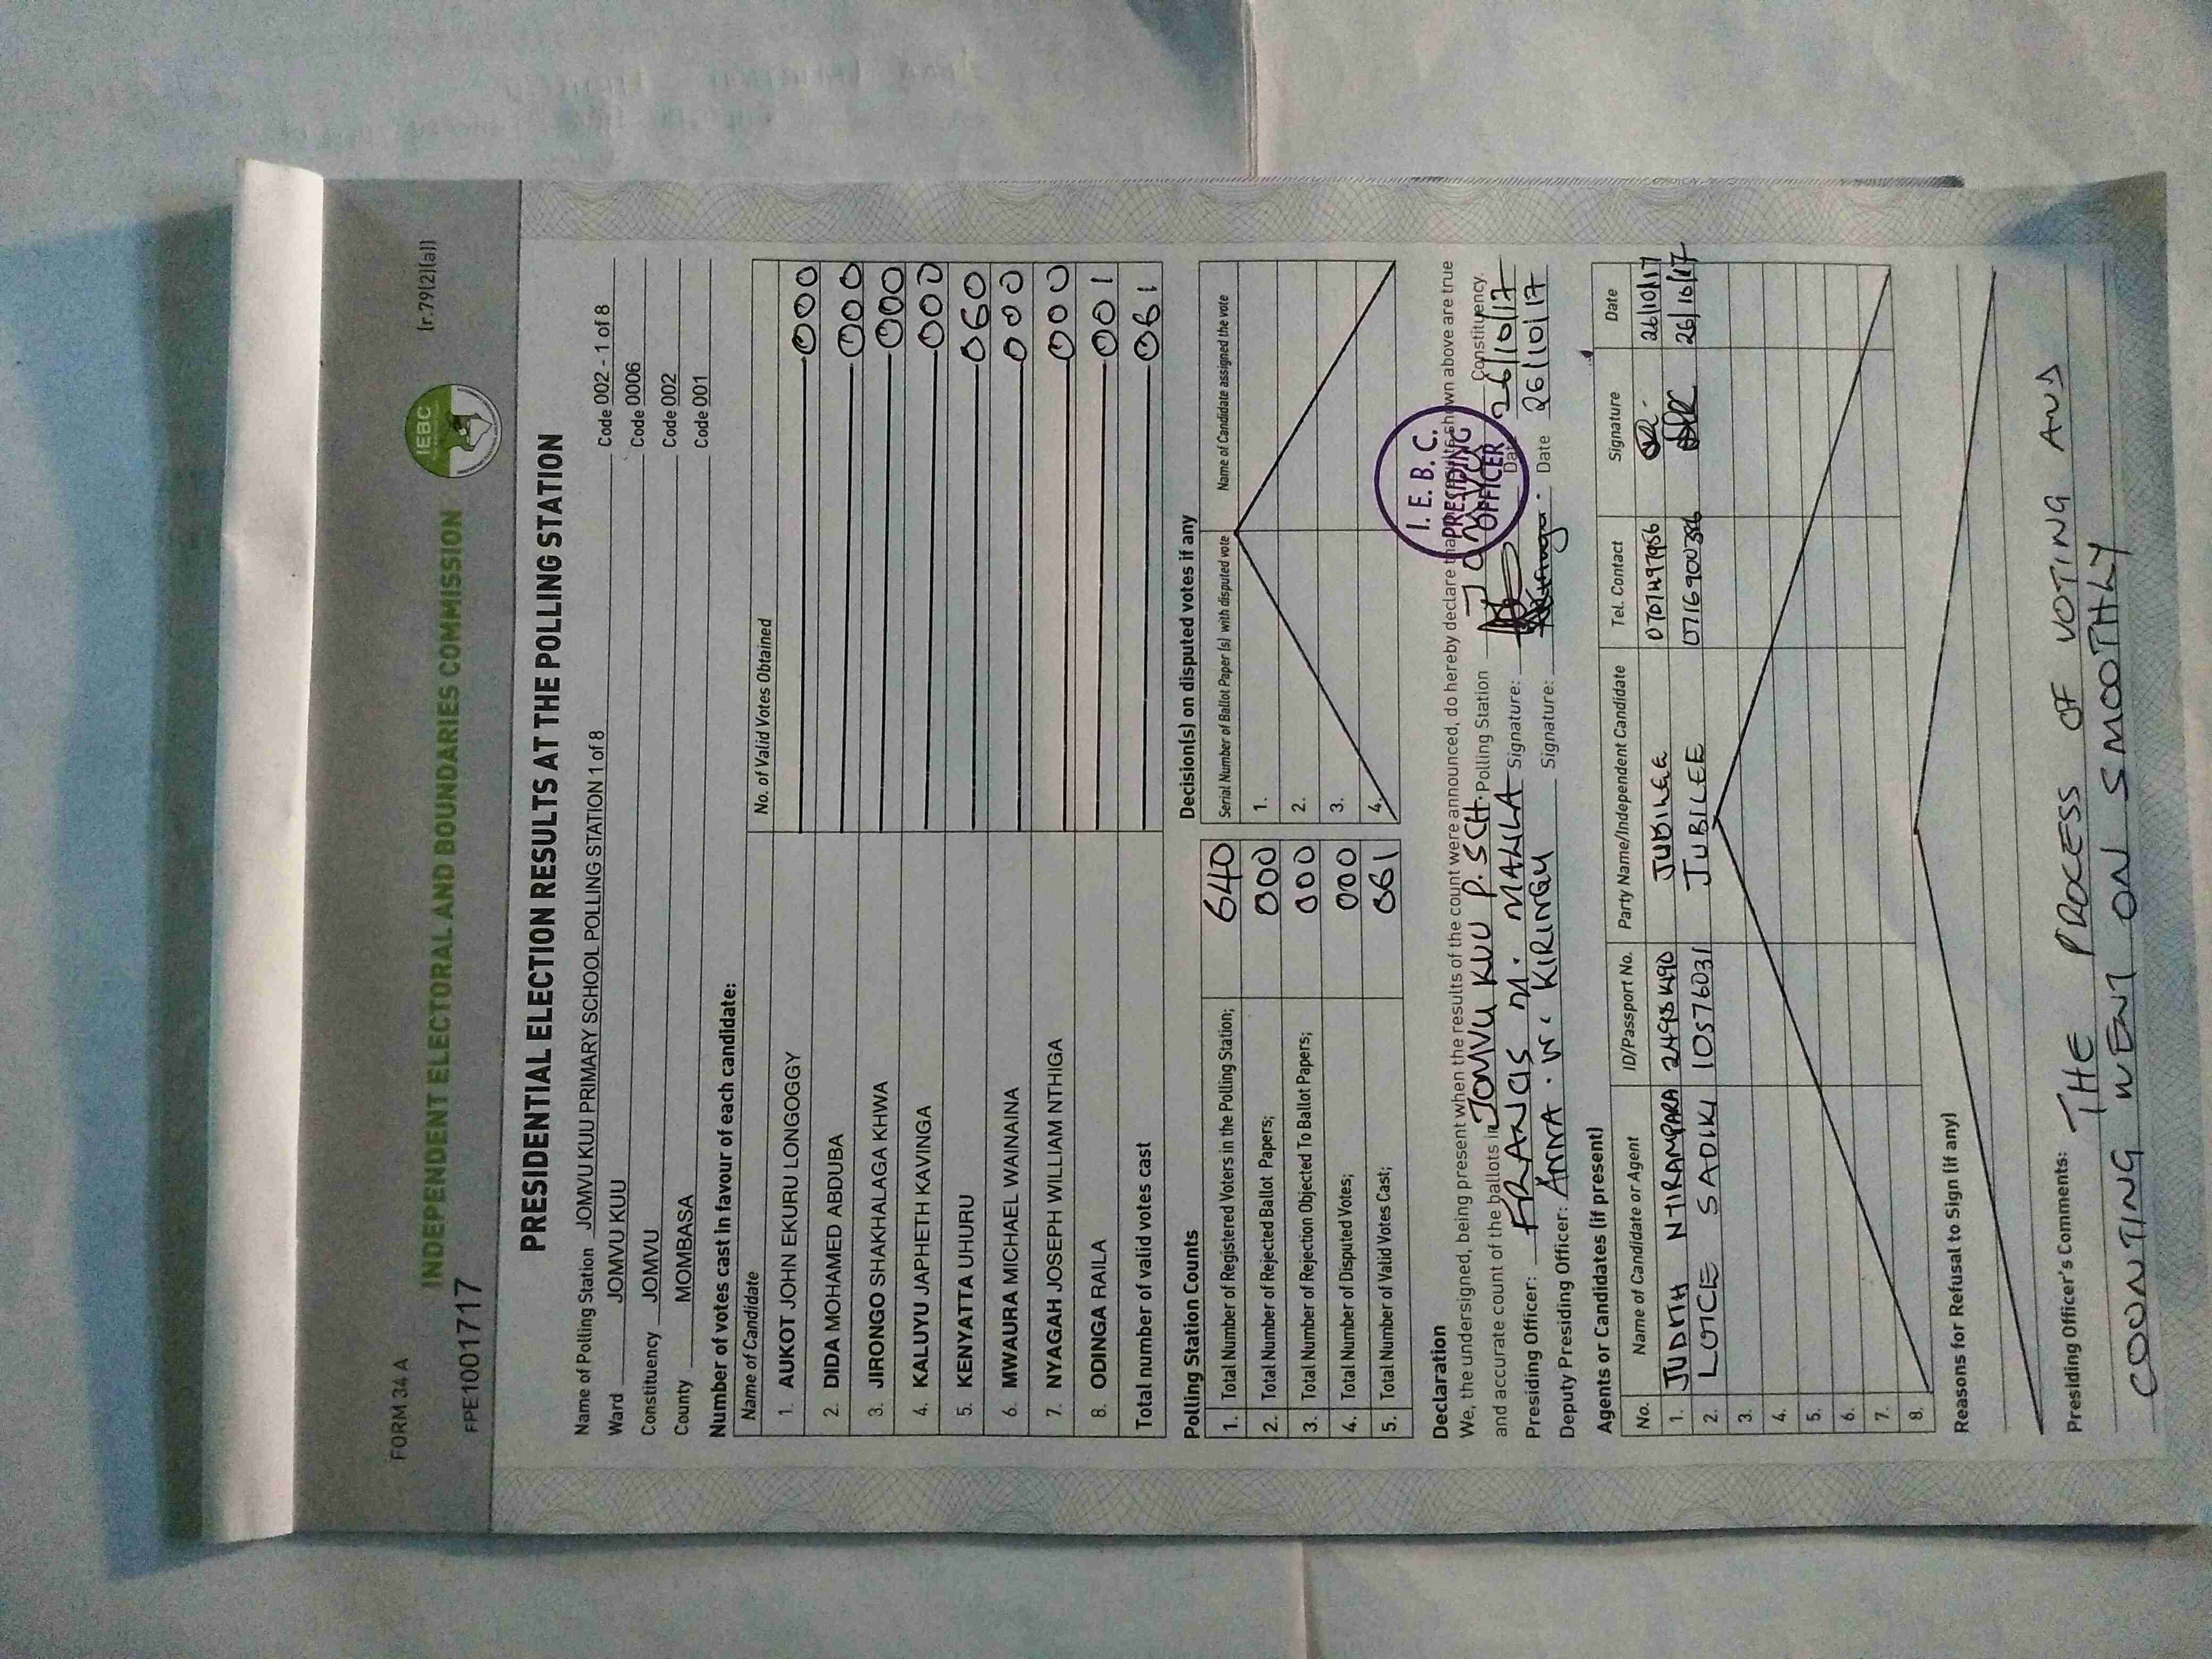 FORM 34 A
(r.79(2)(a))
INDEPENDENT ELECTORAL AND BOUNDARIES COMMISSION
IEBC
FPE1001717
PRESIDENTIAL ELECTION RESULTS AT THE POLLING STATION
Name of Polling Station JOMVU KUU PRIMARY SCHOOL POLLING STATION 1 of 8 Code 002 - 1 of 8
Ward JOMVU KUU Code 0006
Constituency JOMVU Code 002
County MOMBASA Code 001
Number of votes cast in favour of each candidate:
Name of Candidate No. of Valid Votes Obtained
1. AUKOT JOHN EKURU LONGOGGY 000
2. DIDA MOHAMED ABDUBA 000
3. JIRONGO SHAKHALAGA KHWA 000
4. KALUYU JAPHETH KAVINGA 000
5. KENYATTA UHURU 060
6. MWAURA MICHAEL WAINAINA 000
7. NYAGAH JOSEPH WILLIAM NTHIGA 000
8. ODINGA RAILA 001
Total number of valid votes cast 061
Polling Station Counts
1. Total Number of Registered Voters in the Polling Station; 640
2. Total Number of Rejected Ballot Papers; 000
3. Total Number of Rejection Objected To Ballot Papers; 000
4. Total Number of Disputed Votes; 000
5. Total Number of Valid Votes Cast; 061
Decision(s) on disputed votes if any
Serial Number of Ballot Paper (s) with disputed vote Name of Candidate assigned the vote
1.
2.
3.
4.
Declaration
We, the undersigned, being present when the results of the count were announced, do hereby declare that the results shown above are true
and accurate count of the ballots in JOMVU KUU P. SCH. Polling Station JOMVU Constituency.
Presiding Officer: FRANCIS M. MALILA Signature: Date 26/10/17
Deputy Presiding Officer: ANNA . W. KIRINGU Signature: Date 26/10/17
I. E. B. C.
PRESIDING
OFFICER
Agents or Candidates (if present)
No. Name of Candidate or Agent ID/Passport No. Party Name/Independent Candidate Tel. Contact Signature Date
1. JUDITH NTIRAMPARA JUBILEE 26/10/17
2. LOICE SADIKI 10576031 JUBILEE 26/10/17
3.
4.
5.
6.
7.
8.
Reasons for Refusal to Sign (if any)
Presiding Officer's Comments: THE PROCESS OF VOTING AND
COUNTING WENT ON SMOOTHLY